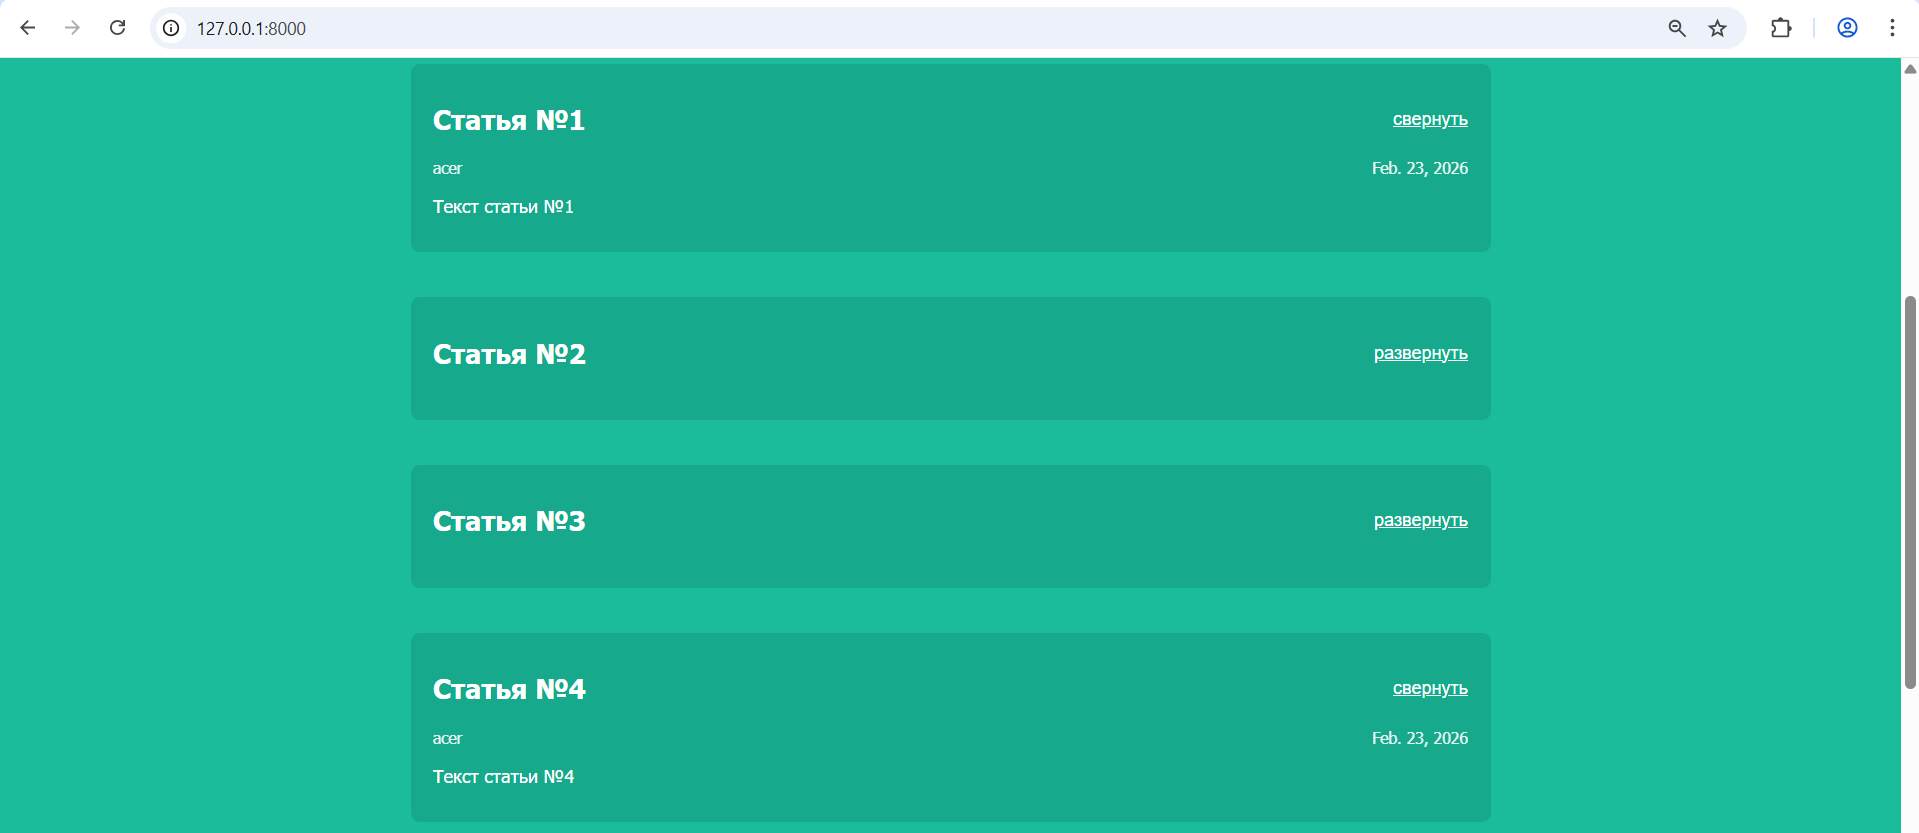 127.0.0.1:8000
Статья №1 свернуть
acer Feb. 23, 2026
Текст статьи №1
Статья №2 развернуть
Статья №3 развернуть
Статья №4 свернуть
acer Feb. 23, 2026
Текст статьи №4